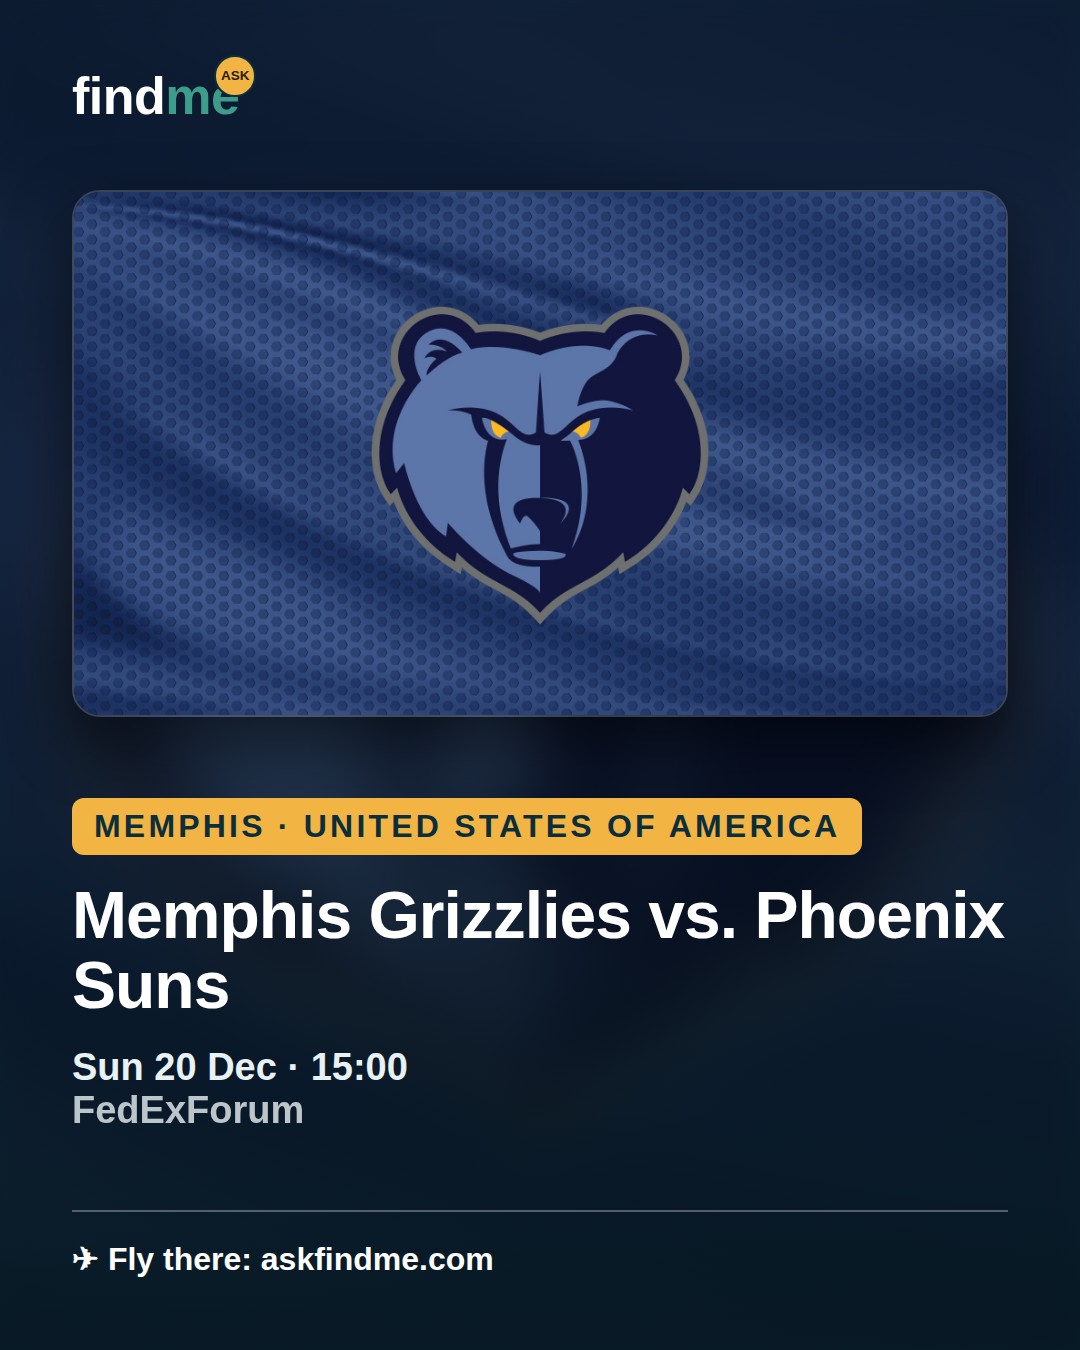 findme
ASK
MEMPHIS · UNITED STATES OF AMERICA
Memphis Grizzlies vs. Phoenix
Suns
Sun 20 Dec · 15:00
FedExForum
✈ Fly there: askfindme.com